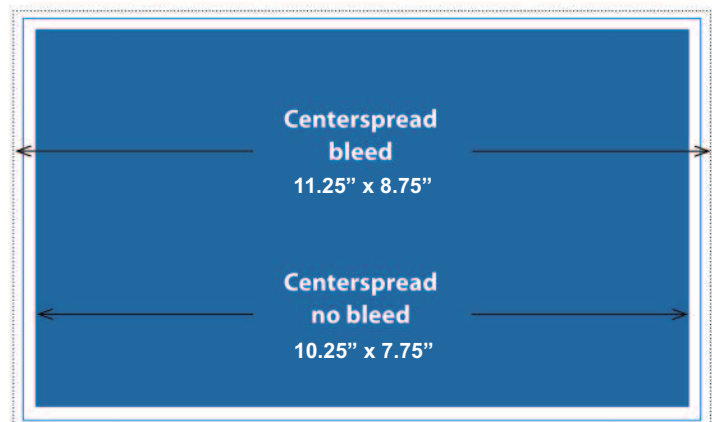 Centerspread
bleed
11.25” x 8.75”
Centerspread
no bleed
10.25” x 7.75”